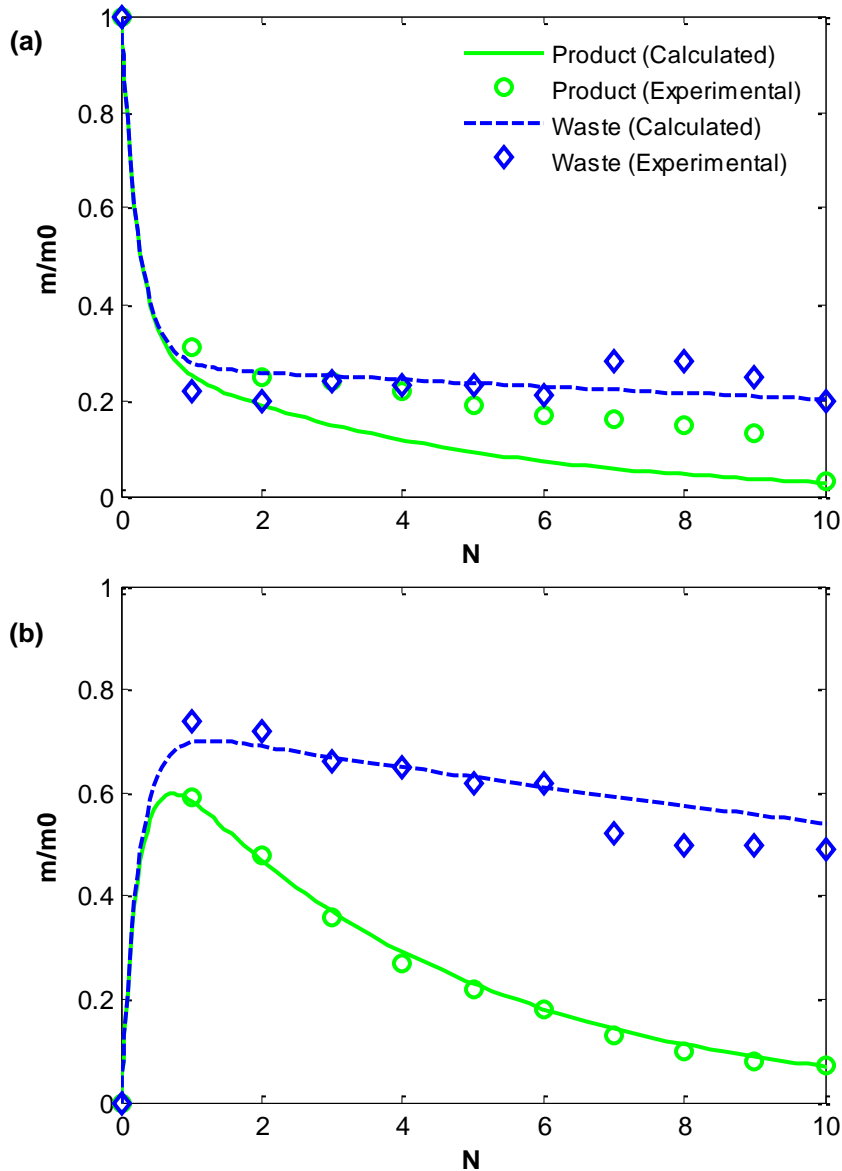 (a)
1
0.8
0.6
0.4
0.2
0
m/m0
Product (Calculated)
Product (Experimental)
Waste (Calculated)
Waste (Experimental)
0 2 4 6 8 10
N
(b)
1
0.8
0.6
0.4
0.2
0
m/m0
0 2 4 6 8 10
N